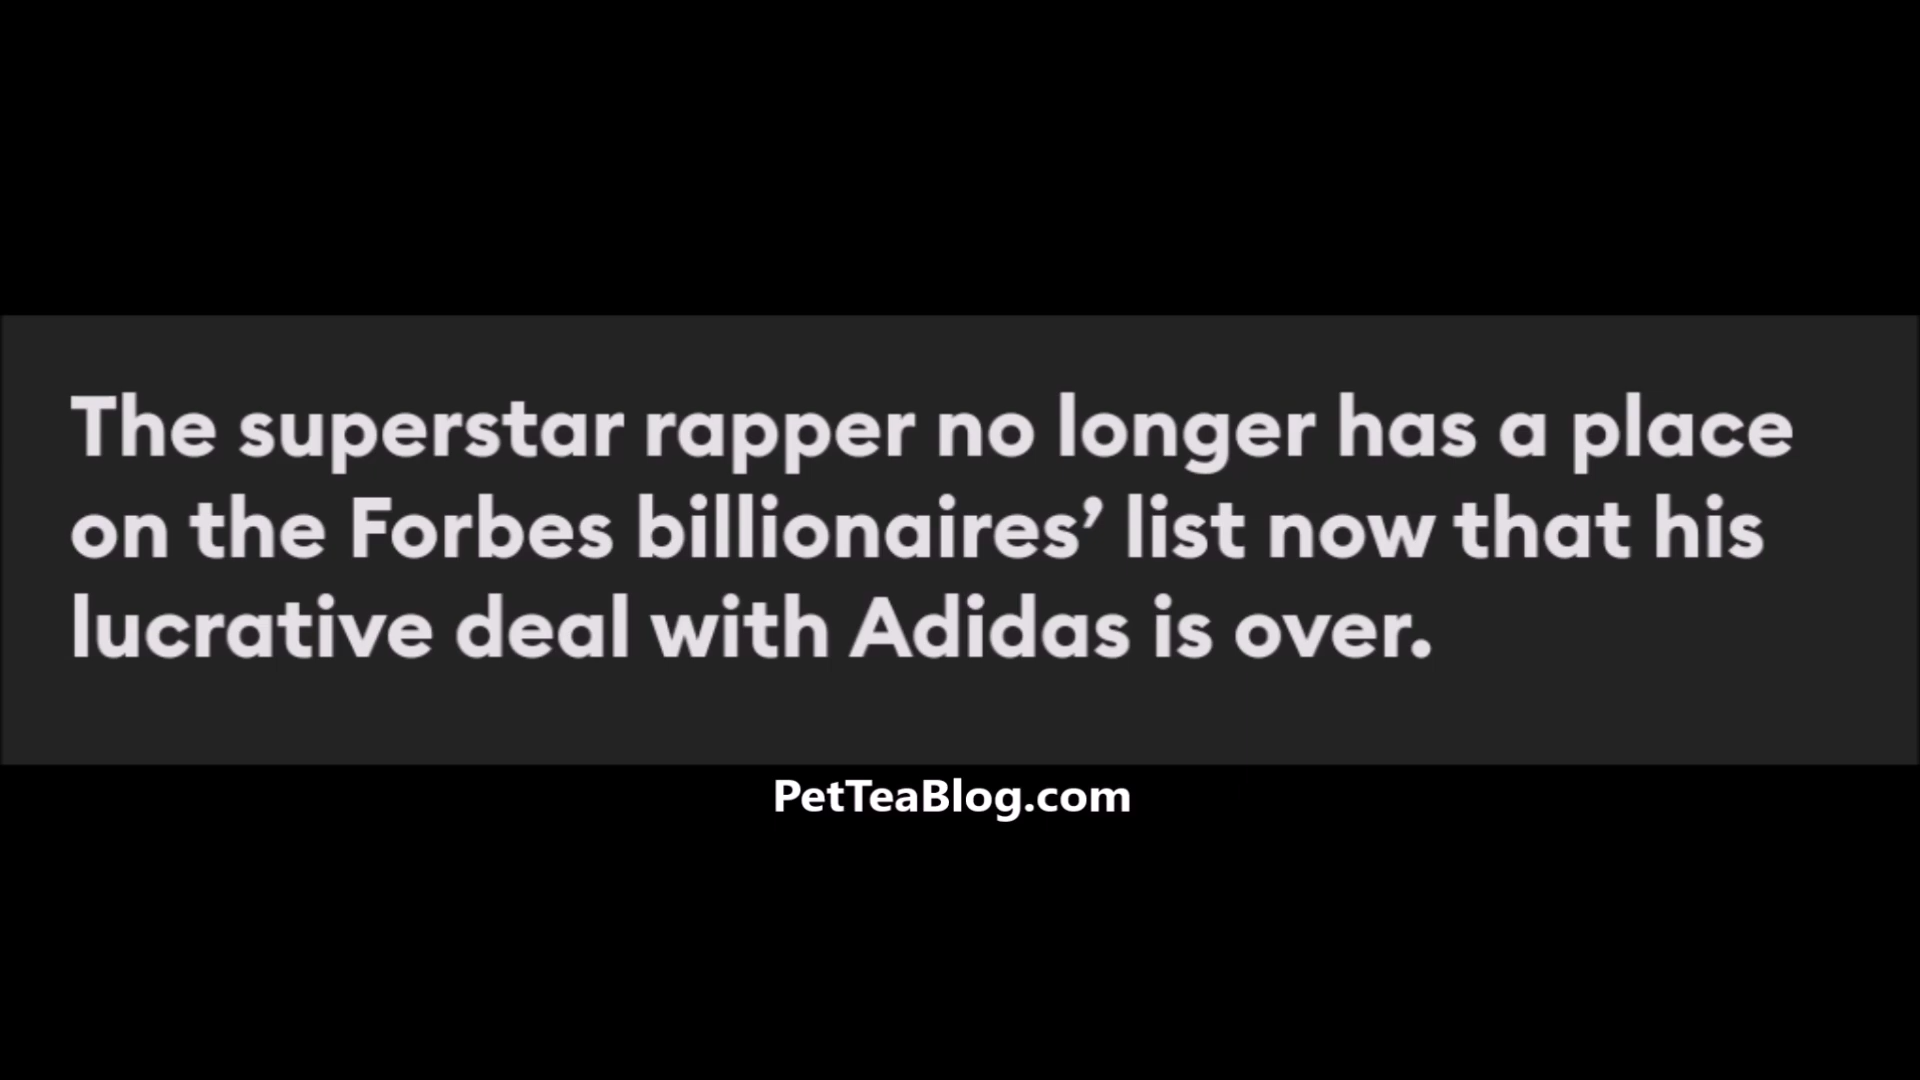 The superstar rapper no longer has a place
on the Forbes billionaires’ list now that his
lucrative deal with Adidas is over.
PetTeaBlog.com